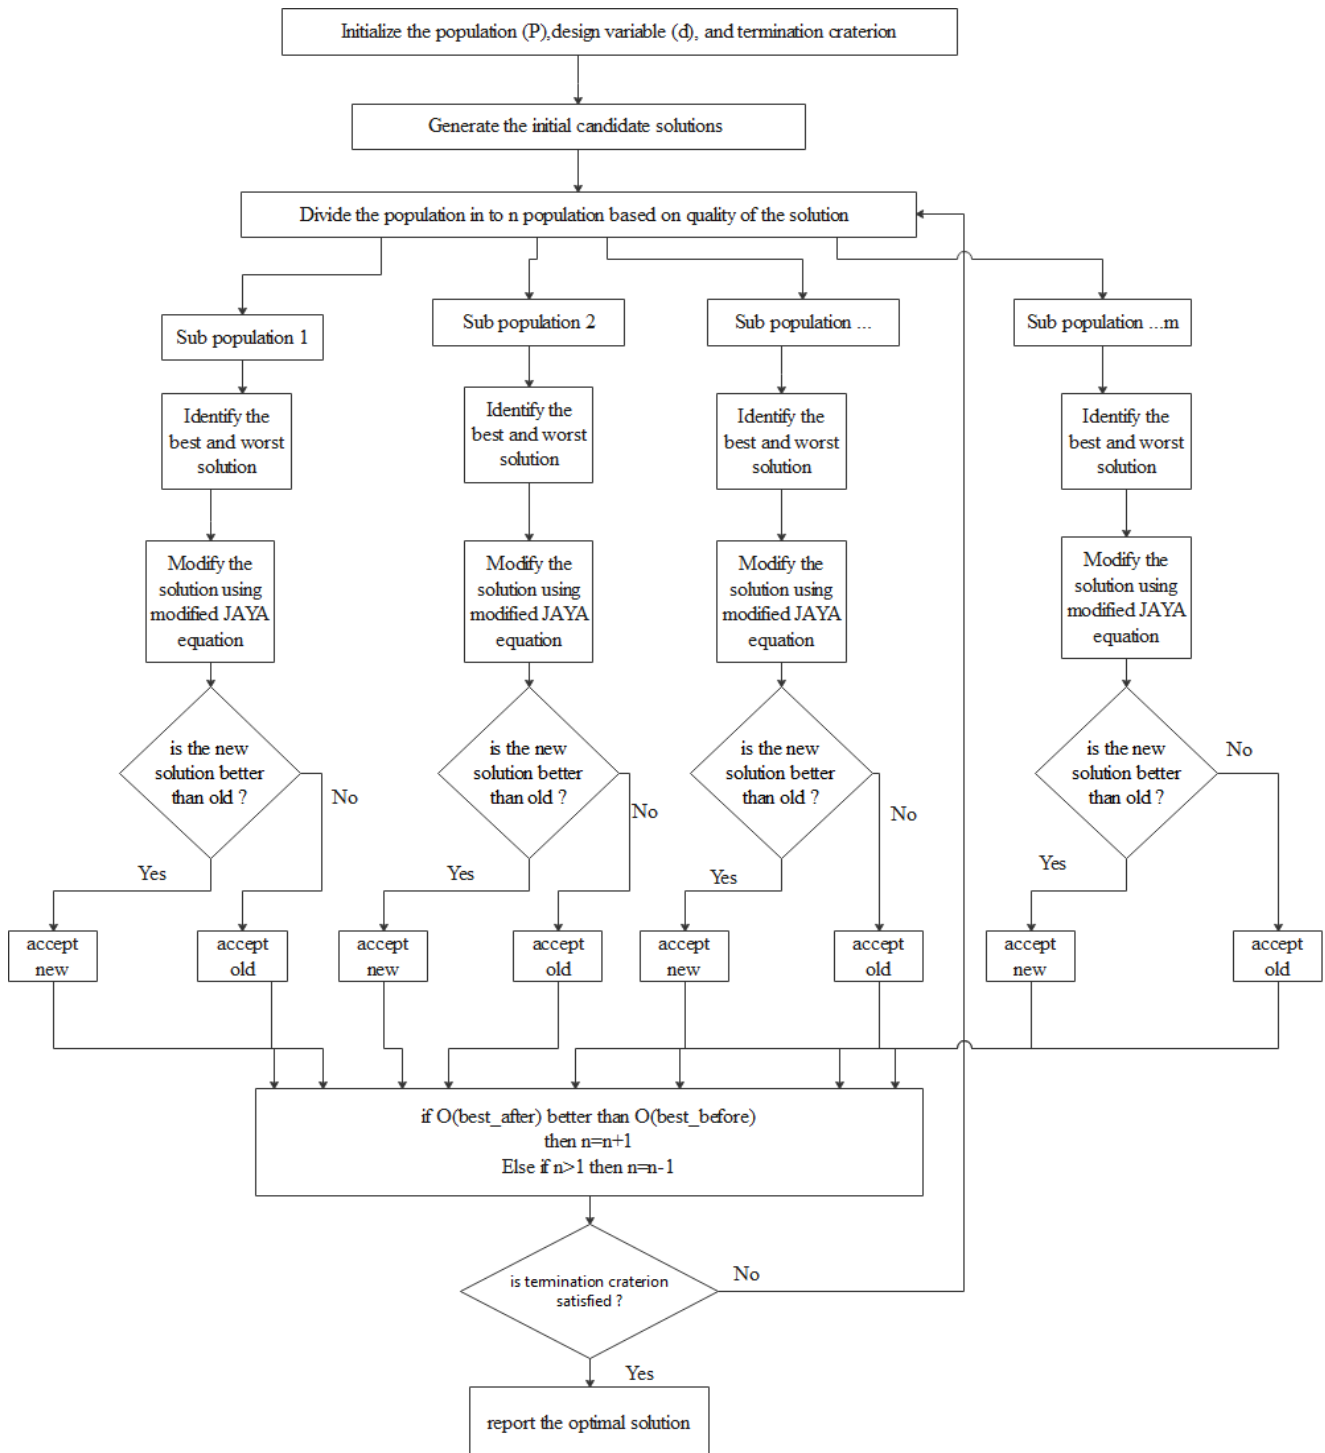 Initialize the population (P),design variable (d), and termination craterion
Generate the initial candidate solutions
Divide the population in to n population based on quality of the solution
Sub population 1
Sub population 2
Sub population ...
Sub population ...m
Identify the
best and worst
solution
Identify the
best and worst
solution
Identify the
best and worst
solution
Identify the
best and worst
solution
Modify the
solution using
modified JAYA
equation
Modify the
solution using
modified JAYA
equation
Modify the
solution using
modified JAYA
equation
Modify the
solution using
modified JAYA
equation
is the new
solution better
than old ?
No
Yes
is the new
solution better
than old ?
No
Yes
is the new
solution better
than old ?
No
Yes
is the new
solution better
than old ?
No
Yes
accept
new
accept
old
accept
new
accept
old
accept
new
accept
old
accept
new
accept
old
if O(best_after) better than O(best_before)
then n=n+1
Else if n>1 then n=n-1
is termination craterion
satisfied ?
No
Yes
report the optimal solution